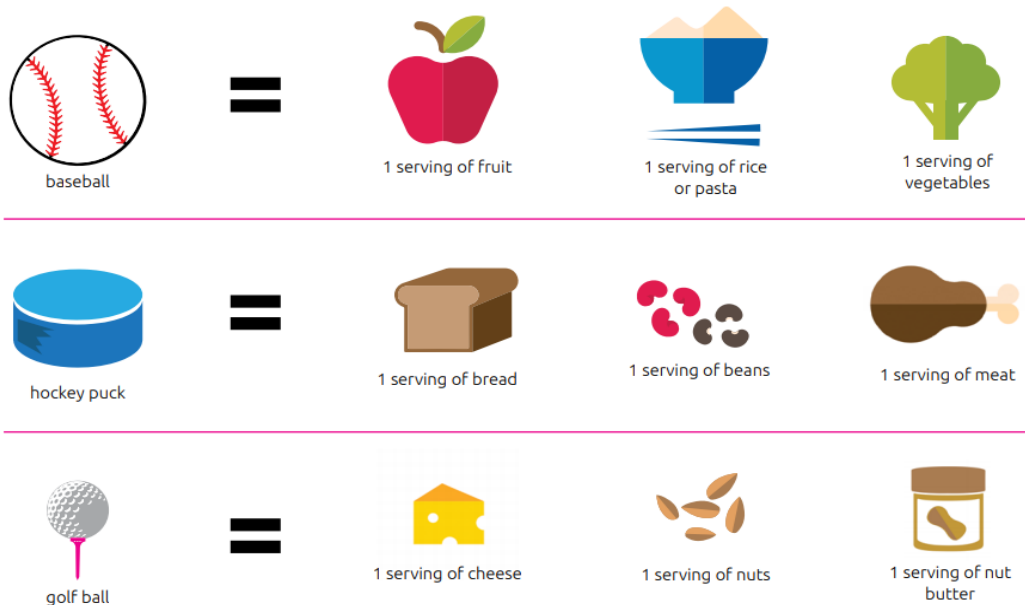 baseball
1 serving of fruit
1 serving of rice
or pasta
1 serving of
vegetables
hockey puck
1 serving of bread
1 serving of beans
1 serving of meat
golf ball
1 serving of cheese
1 serving of nuts
1 serving of nut
butter